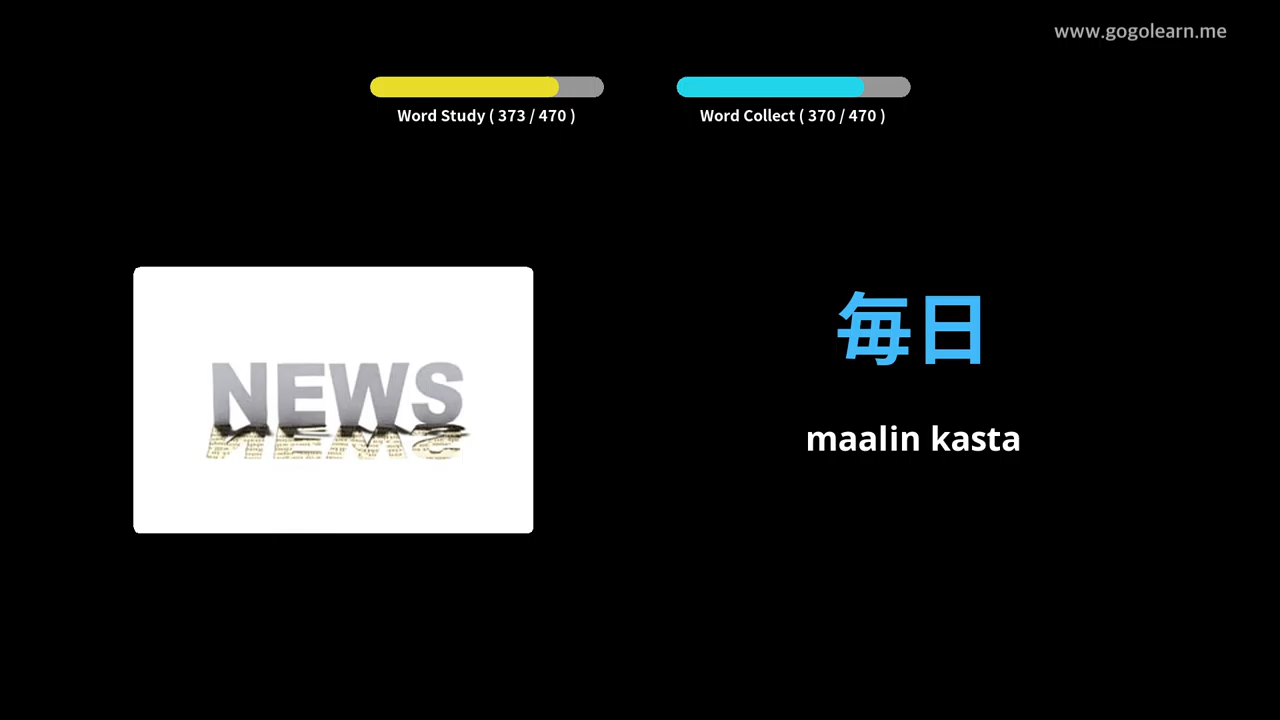 www.gogolearn.me
Word Study ( 373 / 470 )
Word Collect ( 370 / 470 )
NEWS
毎日
maalin kasta